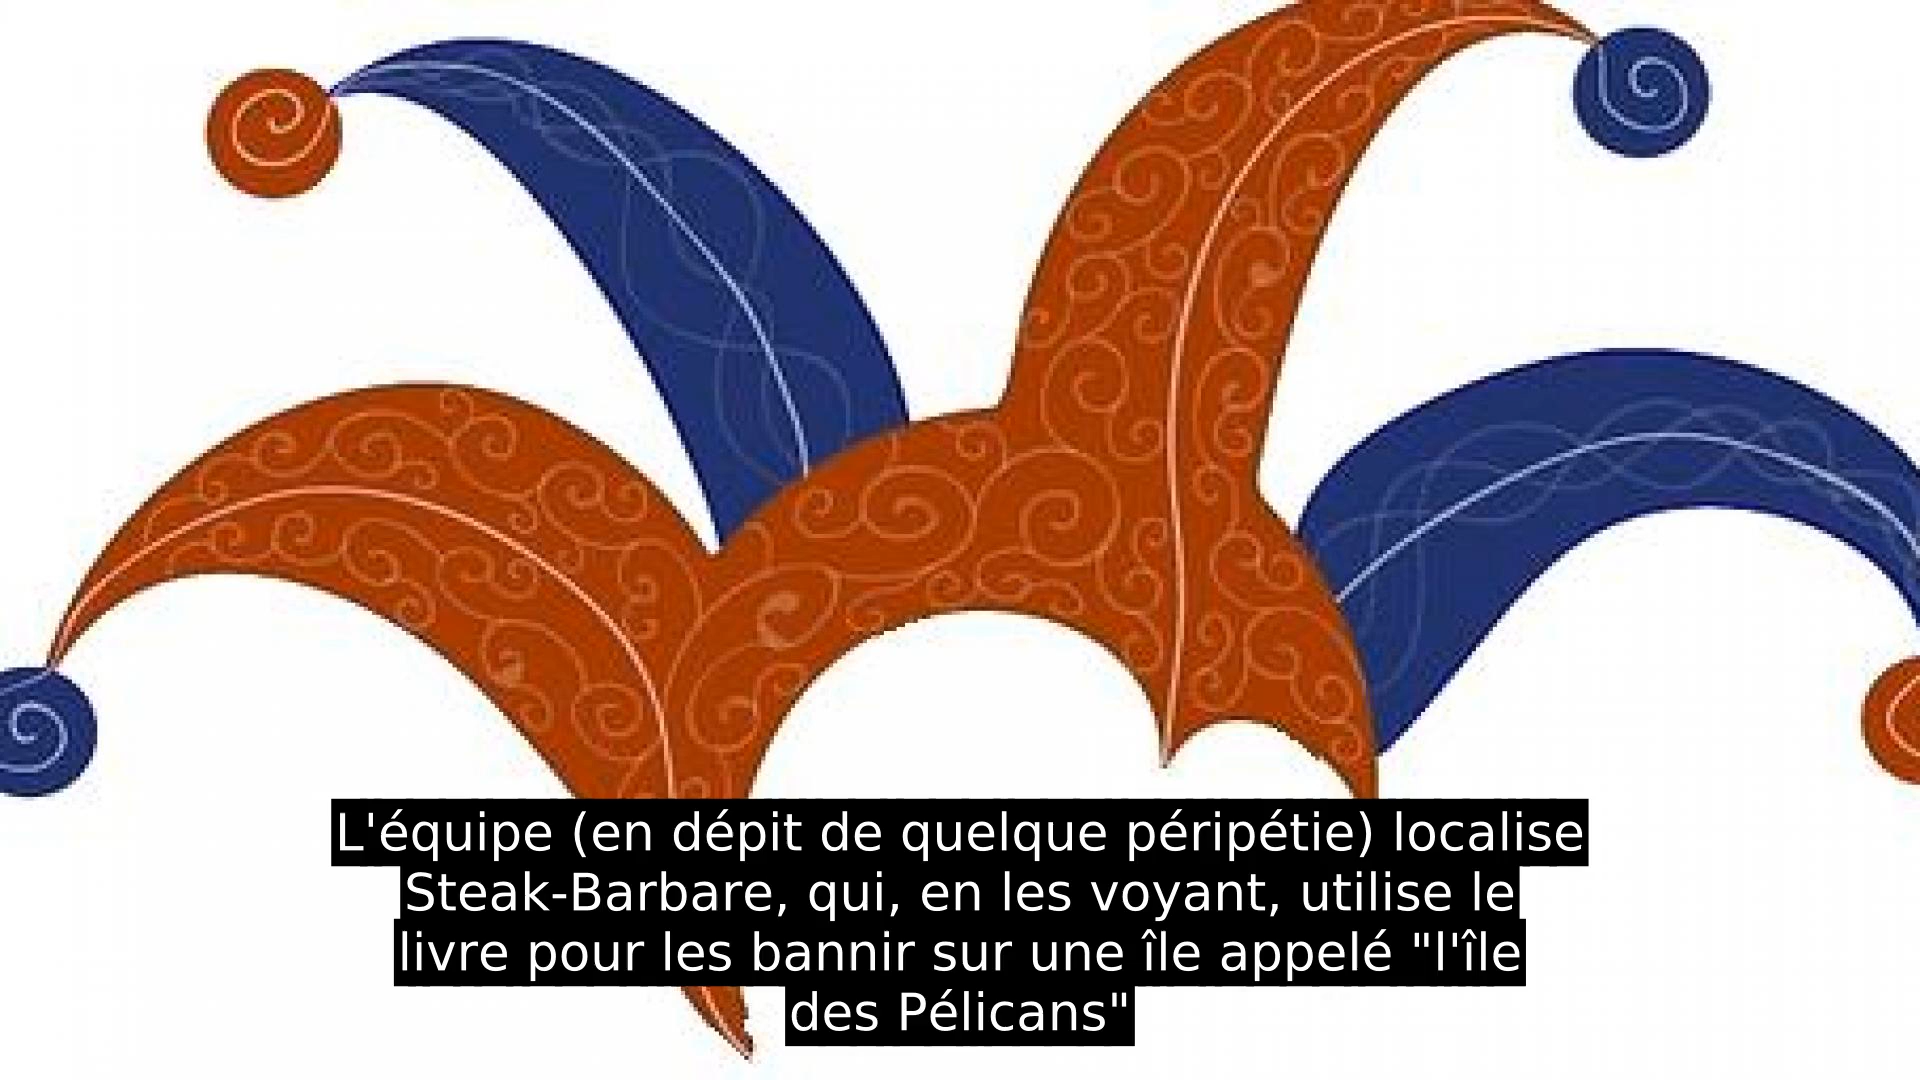 L'équipe (en dépit de quelque péripétie) localise
Steak-Barbare, qui, en les voyant, utilise le
livre pour les bannir sur une île appelé "l'île
des Pélicans"